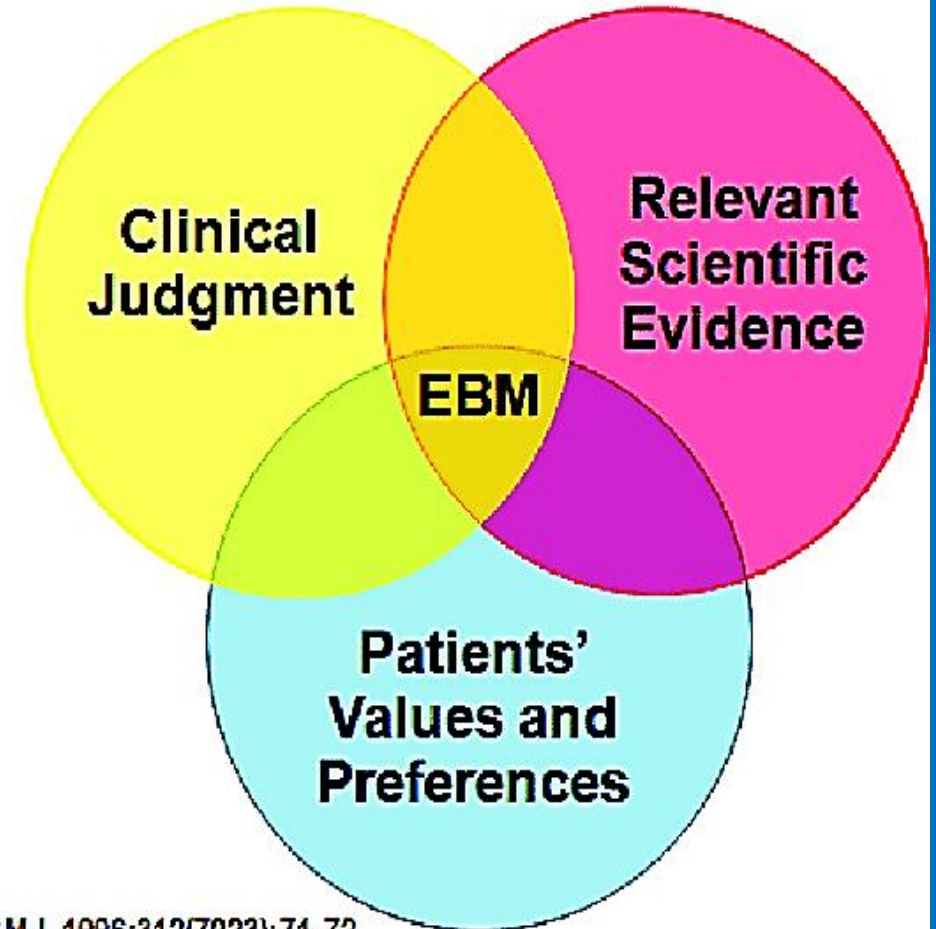 Clinical
Judgment
Relevant
Scientific
Evidence
EBM
Patients’
Values and
Preferences